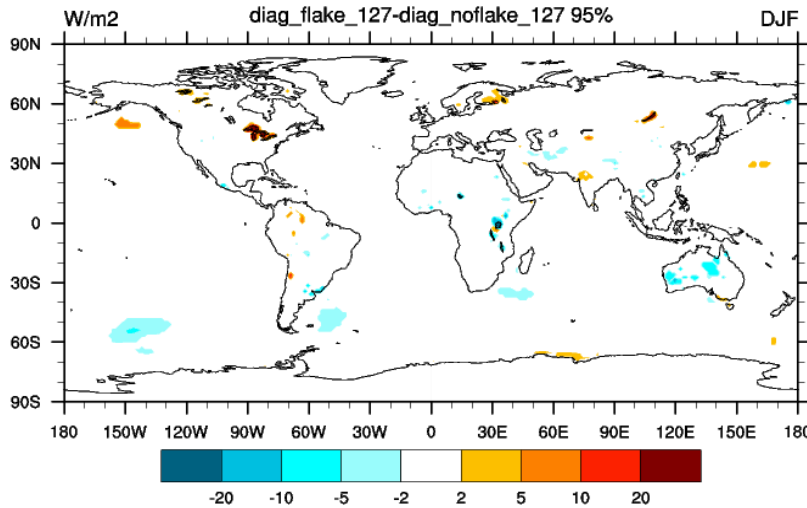 W/m2 diag_flake_127-diag_noflake_127 95% DJF
90N
60N
30N
0
30S
60S
90S
180 150W 120W 90W 60W 30W 0 30E 60E 90E 120E 150E 180
-20 -10 -5 -2 2 5 10 20